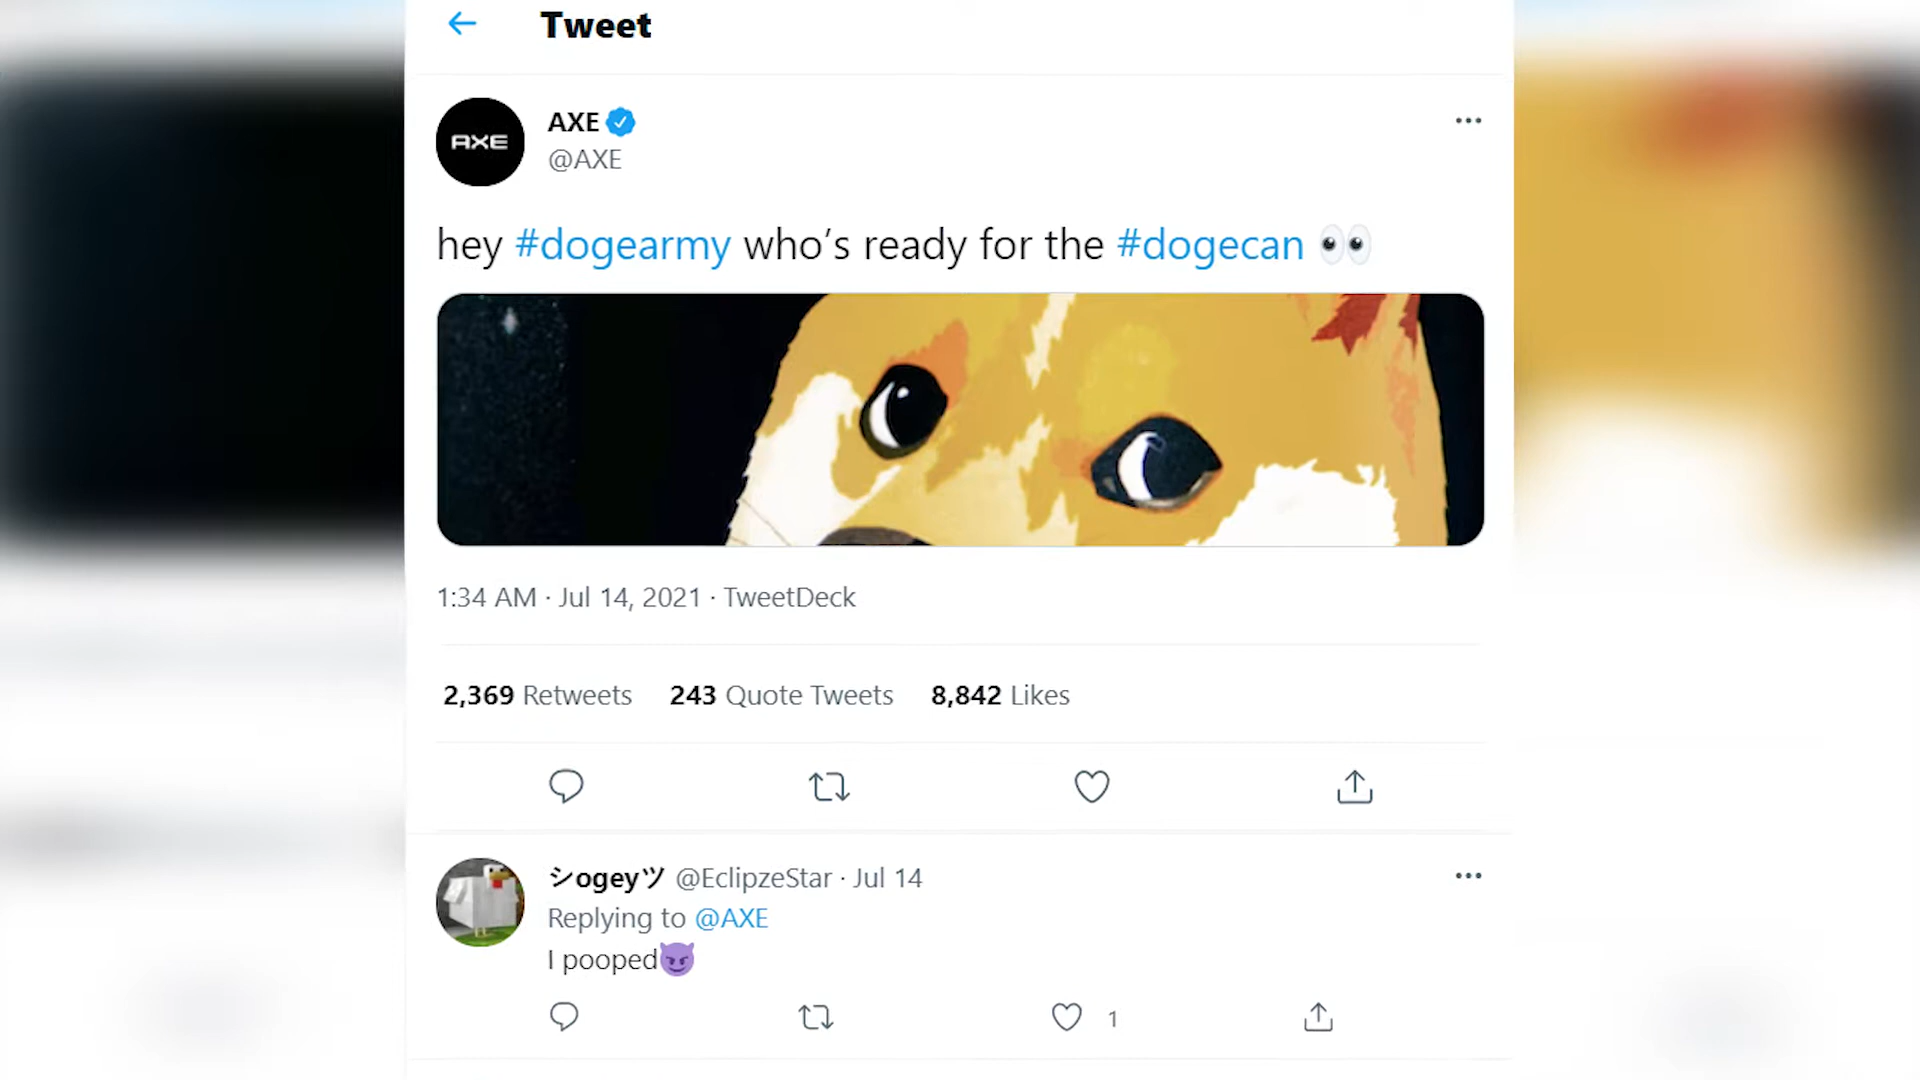 Tweet
AXE
AXE
@AXE
hey #dogearmy who’s ready for the #dogecan 👀
1:34 AM · Jul 14, 2021 · TweetDeck
2,369 Retweets 243 Quote Tweets 8,842 Likes
シogeyツ @EclipzeStar · Jul 14
Replying to @AXE
I pooped😈
1